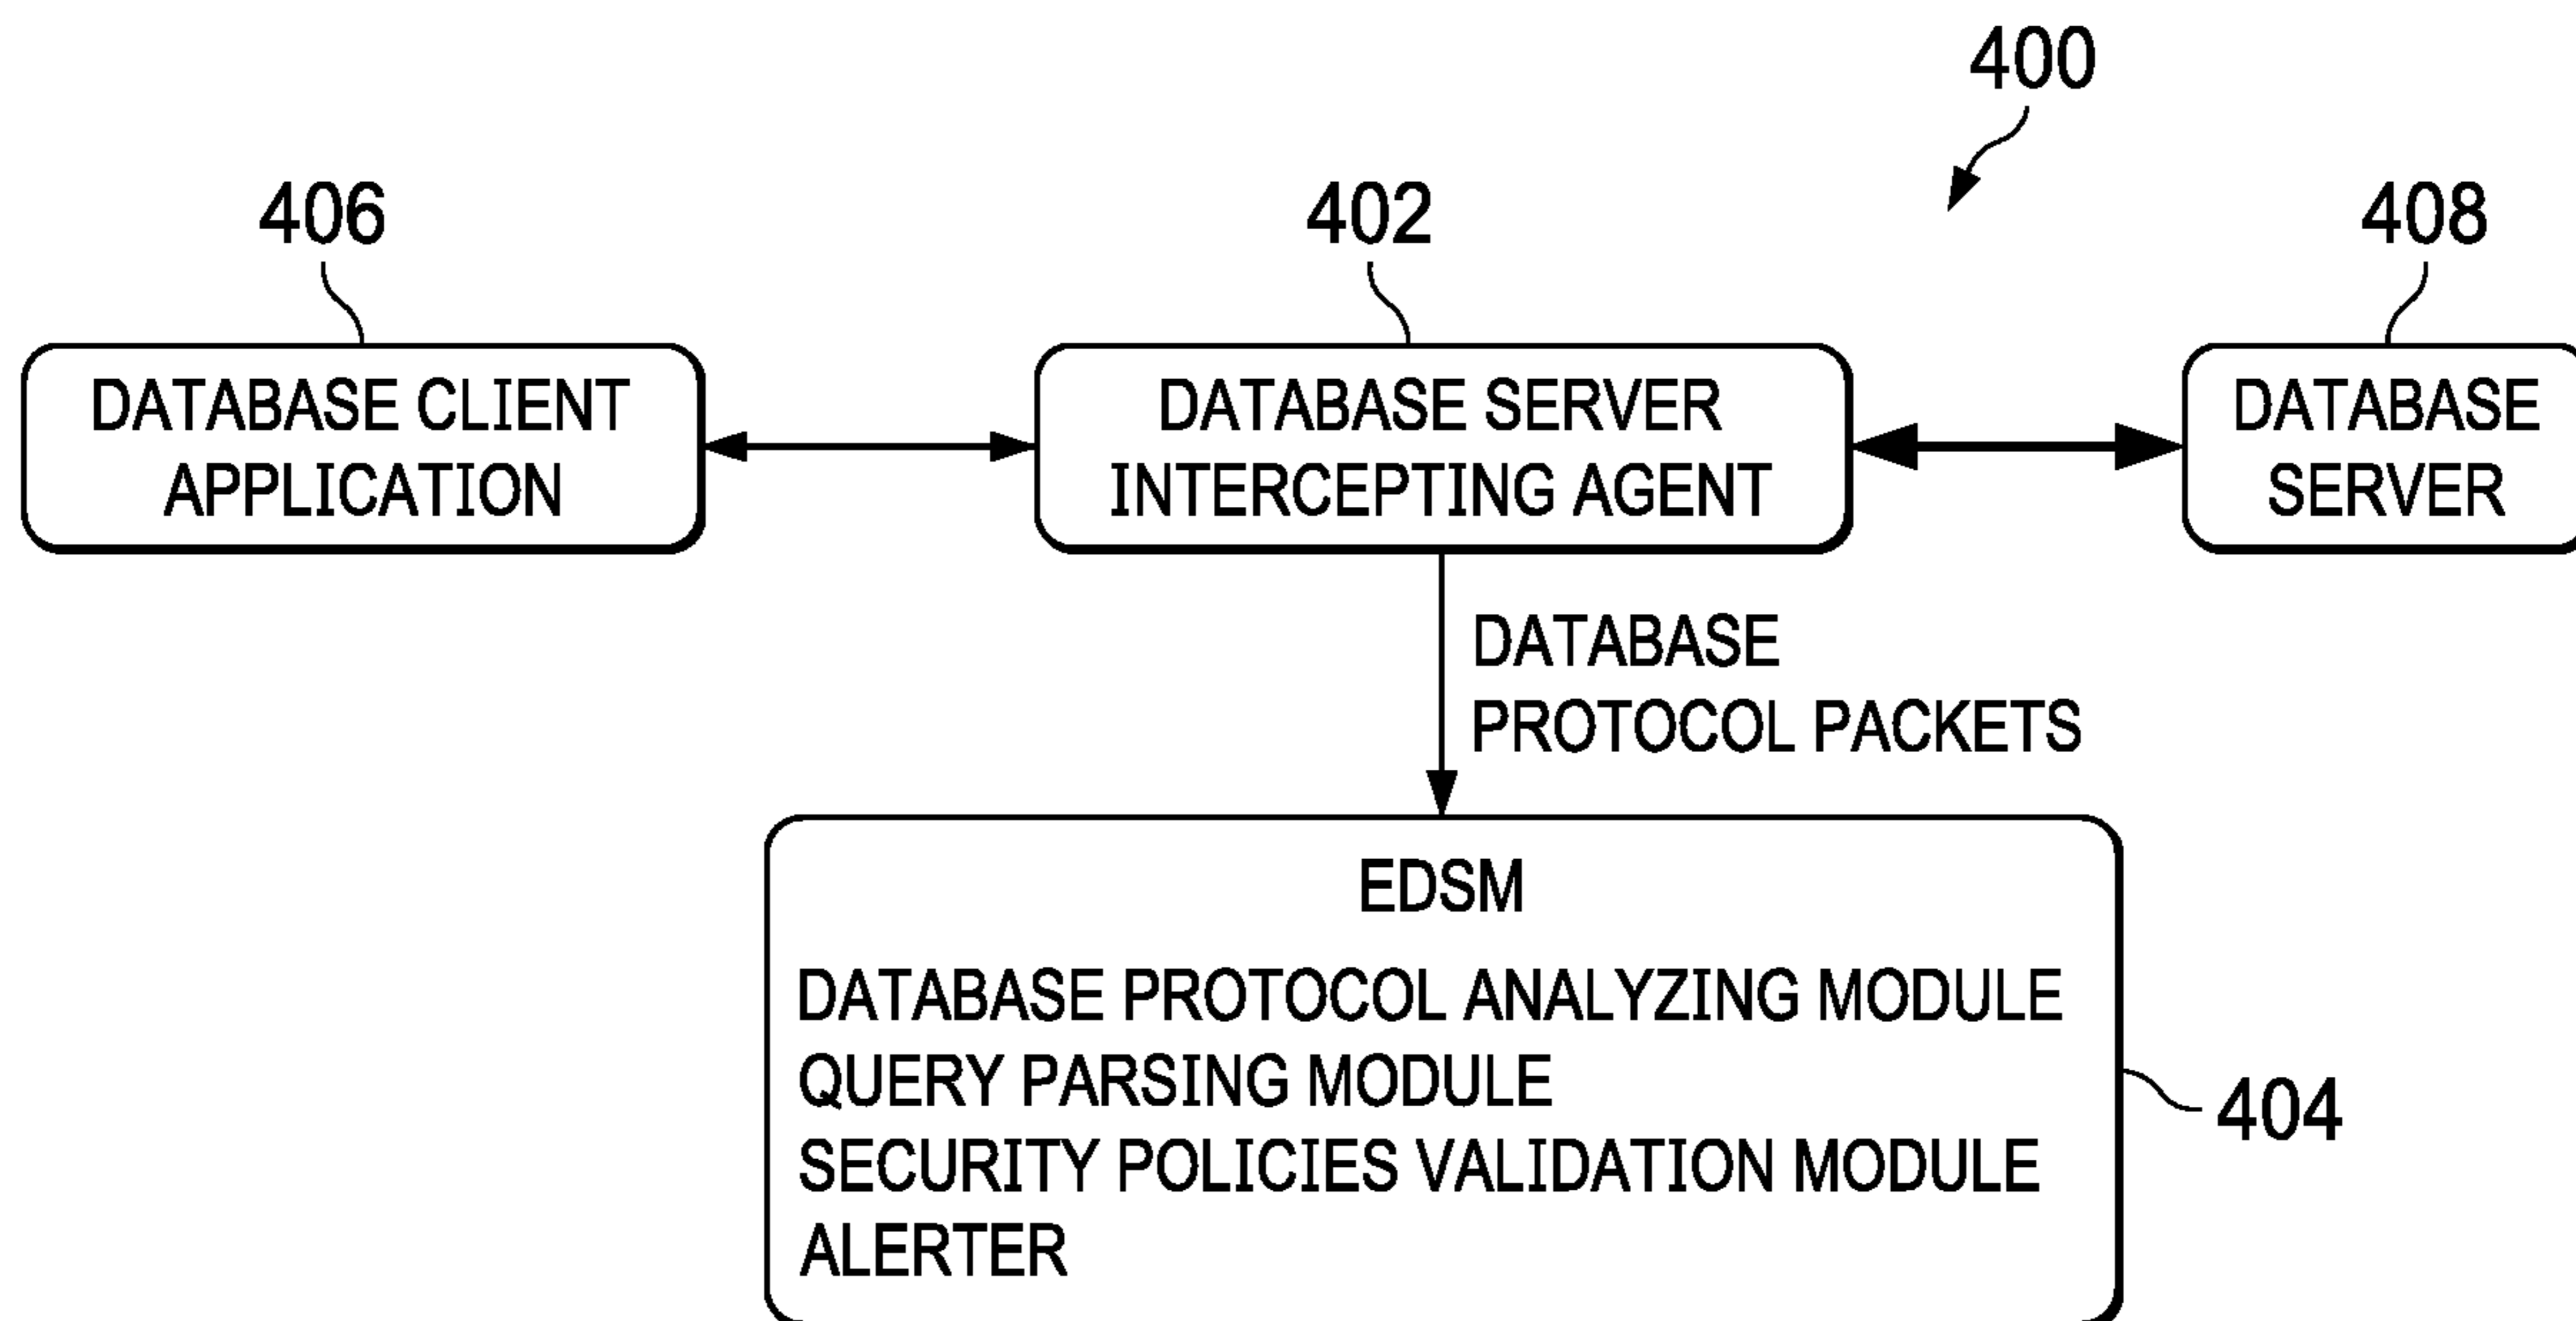 400
406
402
408
DATABASE CLIENT
APPLICATION
DATABASE SERVER
INTERCEPTING AGENT
DATABASE
SERVER
DATABASE
PROTOCOL PACKETS
EDSM
DATABASE PROTOCOL ANALYZING MODULE
QUERY PARSING MODULE
SECURITY POLICIES VALIDATION MODULE
ALERTER
404